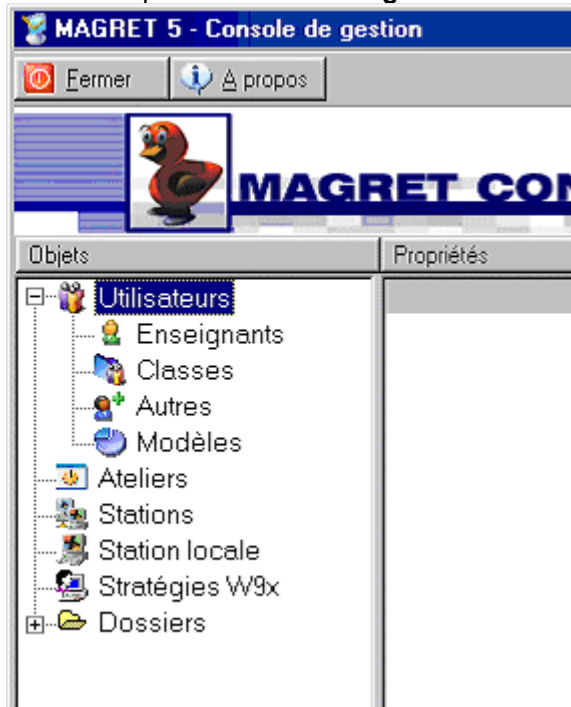 MAGRET 5 - Console de gestion
Fermer
A propos
MAGRET CON
Objets
Propriétés
Utilisateurs
Enseignants
Classes
Autres
Modèles
Ateliers
Stations
Station locale
Stratégies W9x
Dossiers